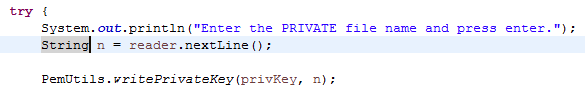 try {
System.out.println("Enter the PRIVATE file name and press enter.");
String n = reader.nextLine();
PemUtils.writePrivateKey(privKey, n);